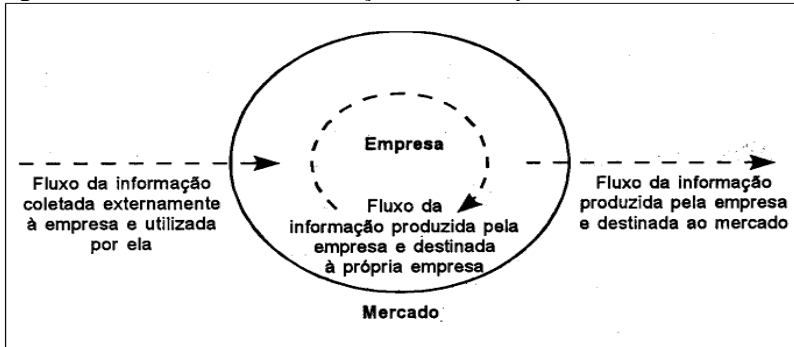 Empresa
Fluxo da informação
coletada externamente
à empresa e utilizada
por ela
Fluxo da
informação produzida pela
empresa e destinada
à própria empresa
Fluxo da informação
produzida pela empresa
e destinada ao mercado
Mercado